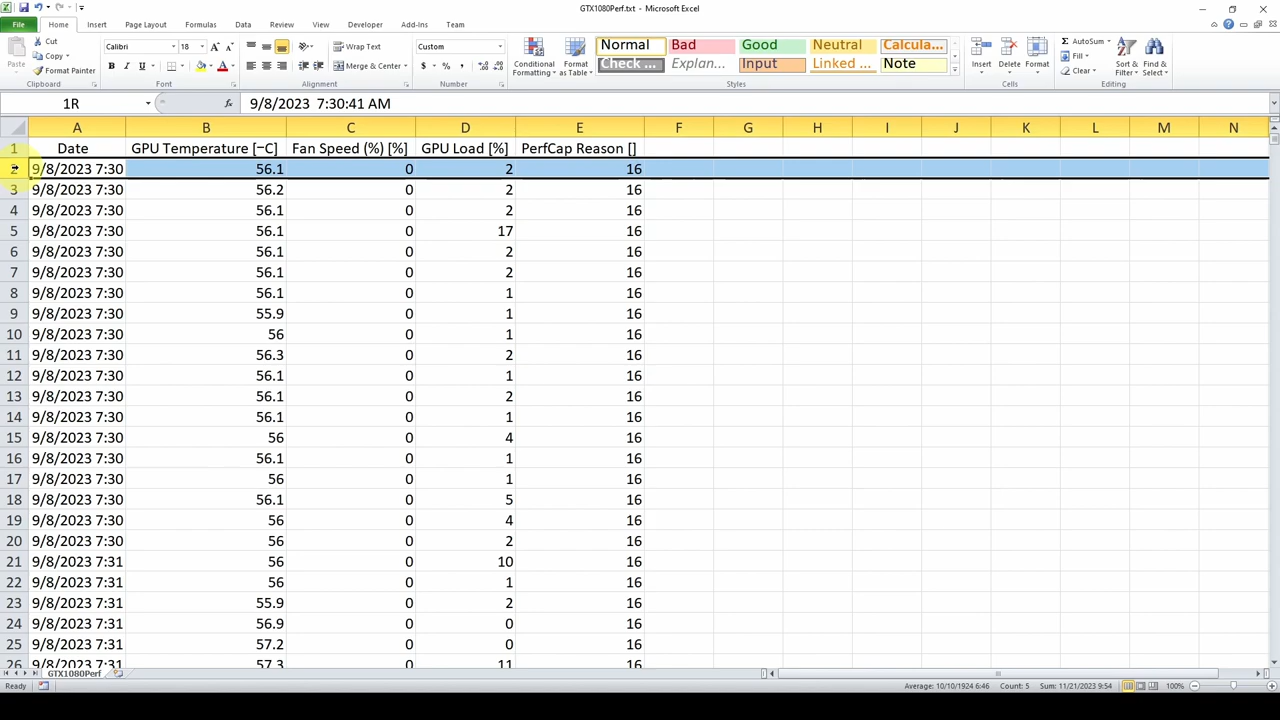 GTX1080Perf.txt - Microsoft Excel
File Home Insert Page Layout Formulas Data Review View Developer Add-Ins Team
Paste
Cut
Copy
Format Painter
Clipboard
Calibri 18
B I U
Font
Wrap Text
Merge & Center
Alignment
Custom
$ % ,
Number
Conditional Formatting
Format as Table
Normal Bad Good Neutral Calcula...
Check ... Explan... Input Linked ... Note
Styles
Insert Delete Format
Cells
AutoSum
Fill
Clear
Sort & Filter
Find & Select
Editing
1R fx 9/8/2023 7:30:41 AM
A B C D E F G H I J K L M N
1 Date GPU Temperature [¬C] Fan Speed (%) [%] GPU Load [%] PerfCap Reason []
2 9/8/2023 7:30 56.1 0 2 16
3 9/8/2023 7:30 56.2 0 2 16
4 9/8/2023 7:30 56.1 0 2 16
5 9/8/2023 7:30 56.1 0 17 16
6 9/8/2023 7:30 56.1 0 2 16
7 9/8/2023 7:30 56.1 0 2 16
8 9/8/2023 7:30 56.1 0 1 16
9 9/8/2023 7:30 55.9 0 1 16
10 9/8/2023 7:30 56 0 1 16
11 9/8/2023 7:30 56.3 0 2 16
12 9/8/2023 7:30 56.1 0 1 16
13 9/8/2023 7:30 56.1 0 2 16
14 9/8/2023 7:30 56.1 0 1 16
15 9/8/2023 7:30 56 0 4 16
16 9/8/2023 7:30 56.1 0 1 16
17 9/8/2023 7:30 56 0 1 16
18 9/8/2023 7:30 56.1 0 5 16
19 9/8/2023 7:30 56 0 4 16
20 9/8/2023 7:30 56 0 2 16
21 9/8/2023 7:31 56 0 10 16
22 9/8/2023 7:31 56 0 1 16
23 9/8/2023 7:31 55.9 0 2 16
24 9/8/2023 7:31 56.9 0 0 16
25 9/8/2023 7:31 57.2 0 0 16
26 9/8/2023 7:31 57.3 0 11 16
GTX1080Perf
Ready Average: 10/10/1924 6:46 Count: 5 Sum: 11/21/2023 9:54 100%